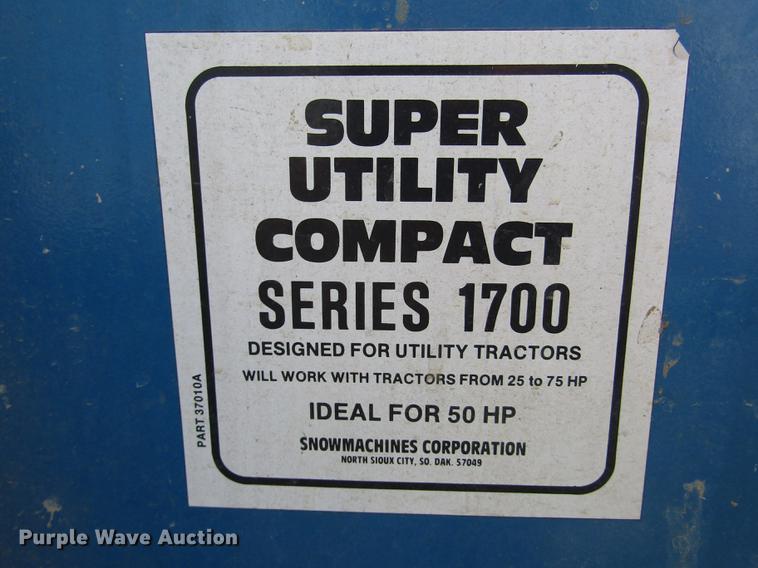 SUPER
UTILITY
COMPACT
SERIES 1700
DESIGNED FOR UTILITY TRACTORS
WILL WORK WITH TRACTORS FROM 25 to 75 HP
IDEAL FOR 50 HP
SNOWMACHINES CORPORATION
NORTH SIOUX CITY, SO. DAK. 57049
PART 37010A
Purple Wave Auction